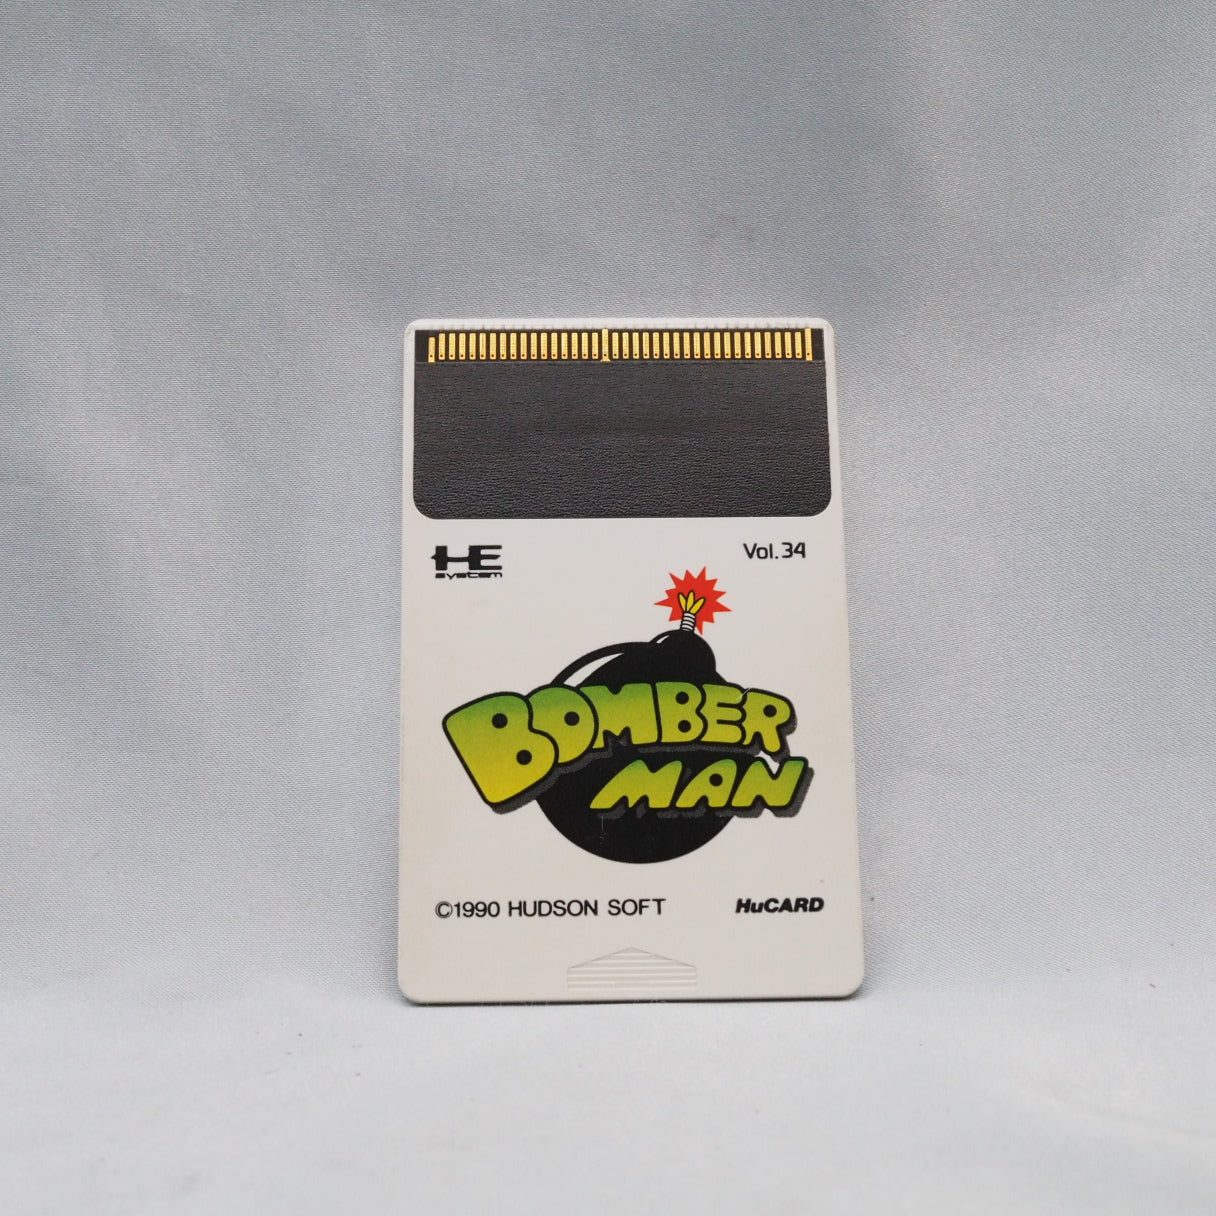 HE
system
Vol.34
BOMBER
MAN
©1990 HUDSON SOFT
HuCARD